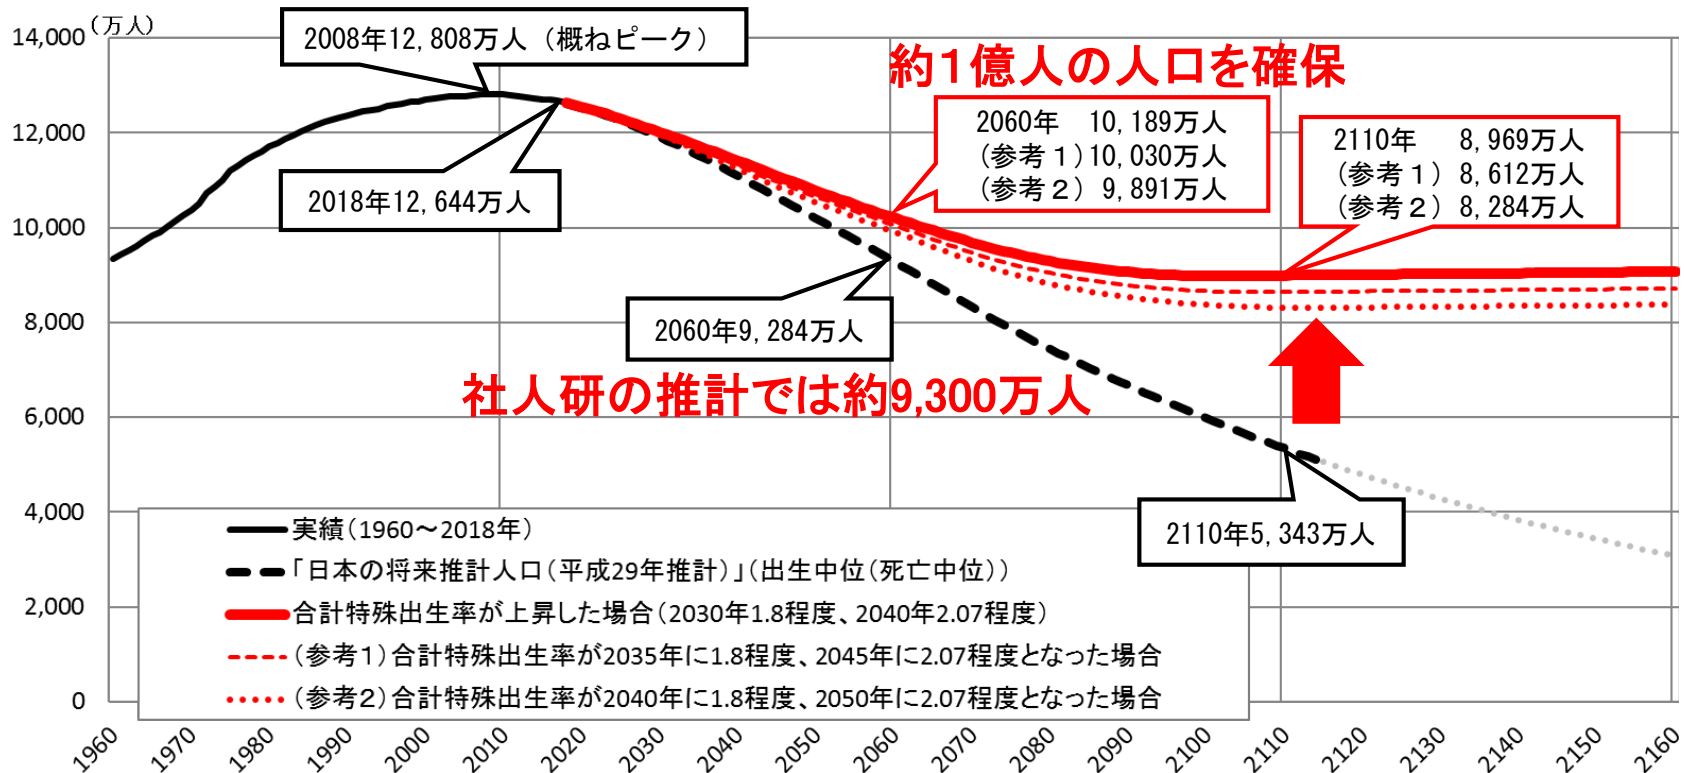 (万人)
14,000
12,000
10,000
8,000
6,000
4,000
2,000
0
2008年12,808万人（概ねピーク）
2018年12,644万人
約1億人の人口を確保
2060年　10,189万人
(参考１)10,030万人
(参考２) 9,891万人
2110年　8,969万人
(参考１) 8,612万人
(参考２) 8,284万人
2060年9,284万人
社人研の推計では約9,300万人
2110年5,343万人
実績（1960～2018年）
「日本の将来推計人口（平成29年推計）」（出生中位（死亡中位））
合計特殊出生率が上昇した場合（2030年1.8程度、2040年2.07程度）
（参考１）合計特殊出生率が2035年に1.8程度、2045年に2.07程度となった場合
（参考２）合計特殊出生率が2040年に1.8程度、2050年に2.07程度となった場合
1960
1970
1980
1990
2000
2010
2020
2030
2040
2050
2060
2070
2080
2090
2100
2110
2120
2130
2140
2150
2160